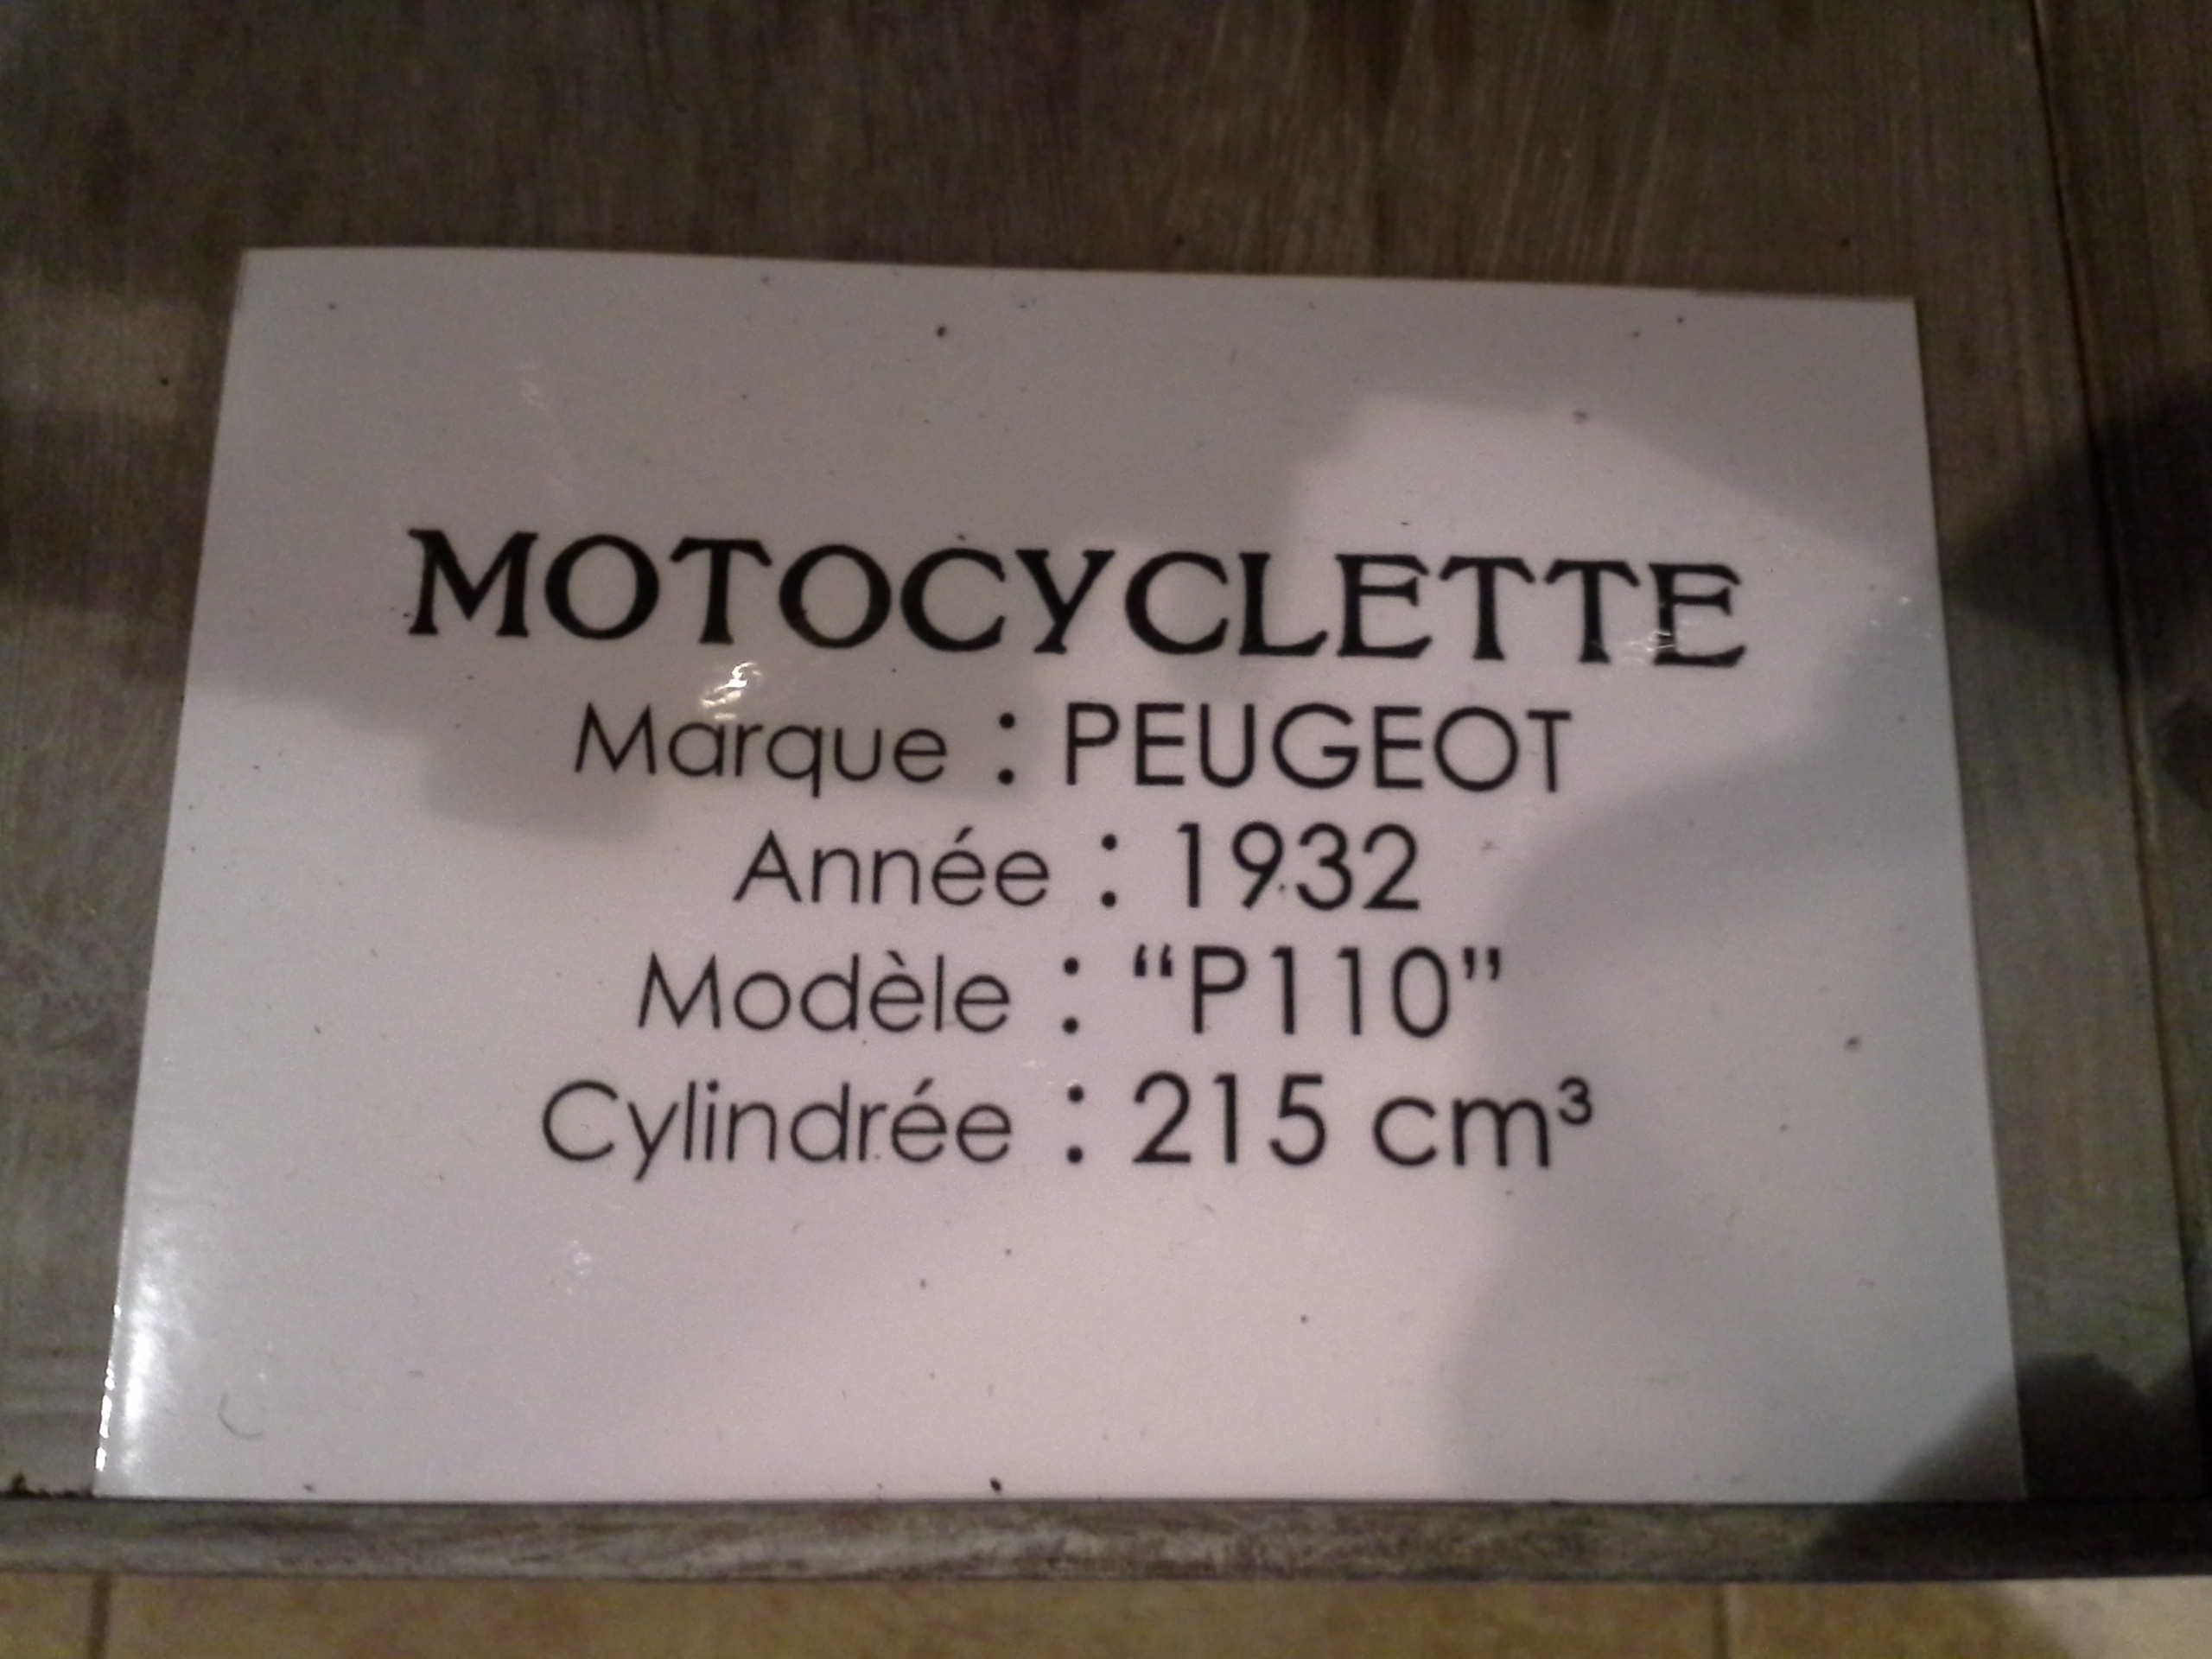 MOTOCYCLETTE
Marque : PEUGEOT
Année : 1932
Modèle : “P110”
Cylindrée : 215 cm³